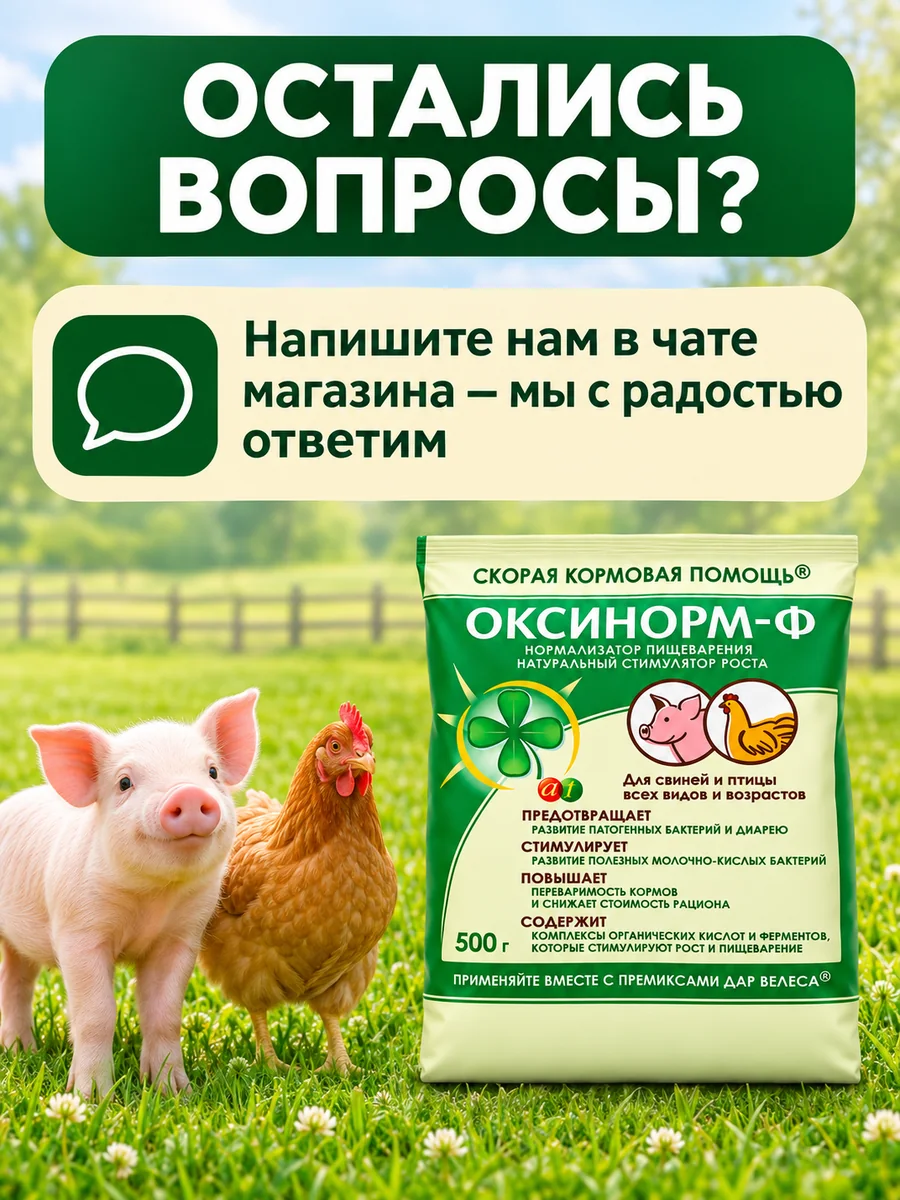 ОСТАЛИСЬ
ВОПРОСЫ?
Напишите нам в чате
магазина – мы с радостью
ответим
СКОРАЯ КОРМОВАЯ ПОМОЩЬ®
ОКСИНОРМ-Ф
НОРМАЛИЗАТОР ПИЩЕВАРЕНИЯ
НАТУРАЛЬНЫЙ СТИМУЛЯТОР РОСТА
at
Для свиней и птицы
всех видов и возрастов
ПРЕДОТВРАЩАЕТ
РАЗВИТИЕ ПАТОГЕННЫХ БАКТЕРИЙ И ДИАРЕЮ
СТИМУЛИРУЕТ
РАЗВИТИЕ ПОЛЕЗНЫХ МОЛОЧНО-КИСЛЫХ БАКТЕРИЙ
ПОВЫШАЕТ
ПЕРЕВАРИМОСТЬ КОРМОВ
И СНИЖАЕТ СТОИМОСТЬ РАЦИОНА
СОДЕРЖИТ
КОМПЛЕКСЫ ОРГАНИЧЕСКИХ КИСЛОТ И ФЕРМЕНТОВ,
КОТОРЫЕ СТИМУЛИРУЮТ РОСТ И ПИЩЕВАРЕНИЕ
500 г
ПРИМЕНЯЙТЕ ВМЕСТЕ С ПРЕМИКСАМИ ДАР ВЕЛЕСА®